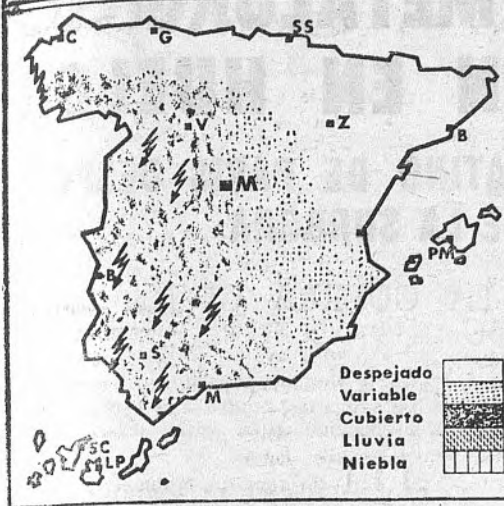 C
G
SS
V
Z
B
M
PM
B
S
M
SC
LP
Despejado
Variable
Cubierto
Lluvia
Niebla